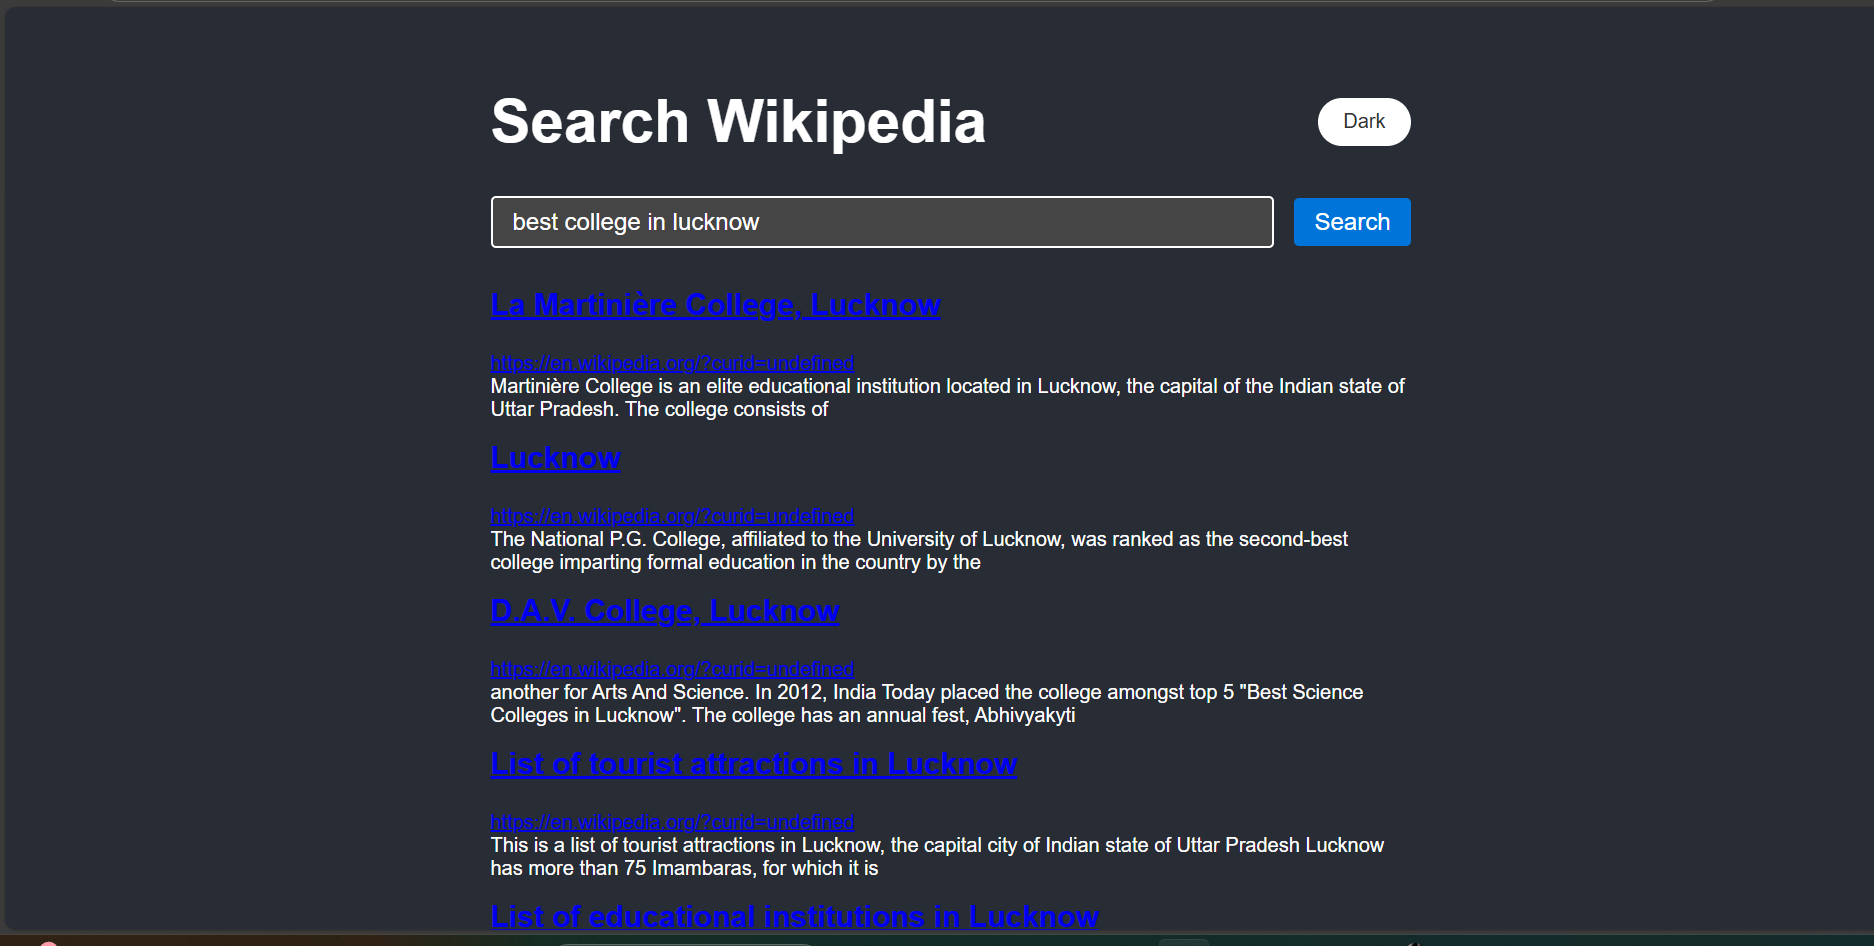 Search Wikipedia
Dark
best college in lucknow
Search
La Martinière College, Lucknow
https://en.wikipedia.org/?curid=undefined
Martinière College is an elite educational institution located in Lucknow, the capital of the Indian state of
Uttar Pradesh. The college consists of
Lucknow
https://en.wikipedia.org/?curid=undefined
The National P.G. College, affiliated to the University of Lucknow, was ranked as the second-best
college imparting formal education in the country by the
D.A.V. College, Lucknow
https://en.wikipedia.org/?curid=undefined
another for Arts And Science. In 2012, India Today placed the college amongst top 5 "Best Science
Colleges in Lucknow". The college has an annual fest, Abhivyakyti
List of tourist attractions in Lucknow
https://en.wikipedia.org/?curid=undefined
This is a list of tourist attractions in Lucknow, the capital city of Indian state of Uttar Pradesh Lucknow
has more than 75 Imambaras, for which it is
List of educational institutions in Lucknow